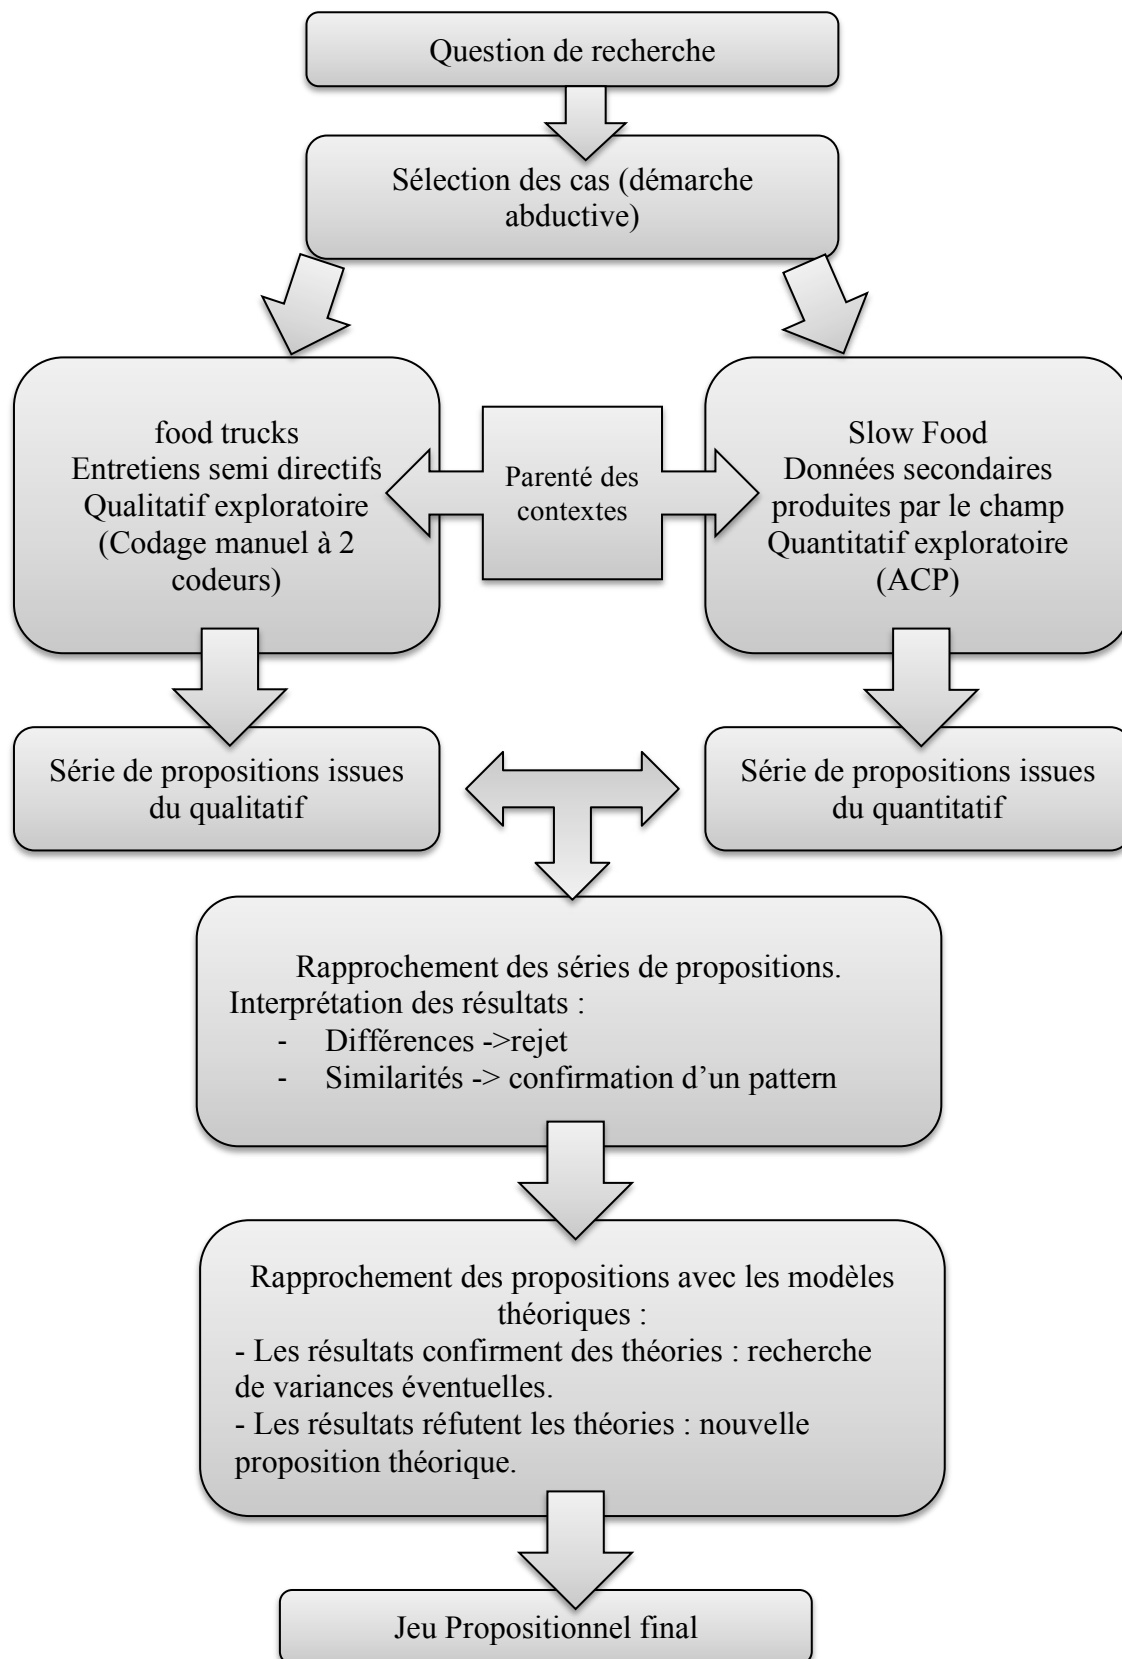 Question de recherche
Sélection des cas (démarche
abductive)
food trucks
Entretiens semi directifs
Qualitatif exploratoire
(Codage manuel à 2
codeurs)
Parenté des
contextes
Slow Food
Données secondaires
produites par le champ
Quantitatif exploratoire
(ACP)
Série de propositions issues
du qualitatif
Série de propositions issues
du quantitatif
Rapprochement des séries de propositions.
Interprétation des résultats :
- Différences ->rejet
- Similarités -> confirmation d’un pattern
Rapprochement des propositions avec les modèles
théoriques :
- Les résultats confirment des théories : recherche
de variances éventuelles.
- Les résultats réfutent les théories : nouvelle
proposition théorique.
Jeu Propositionnel final